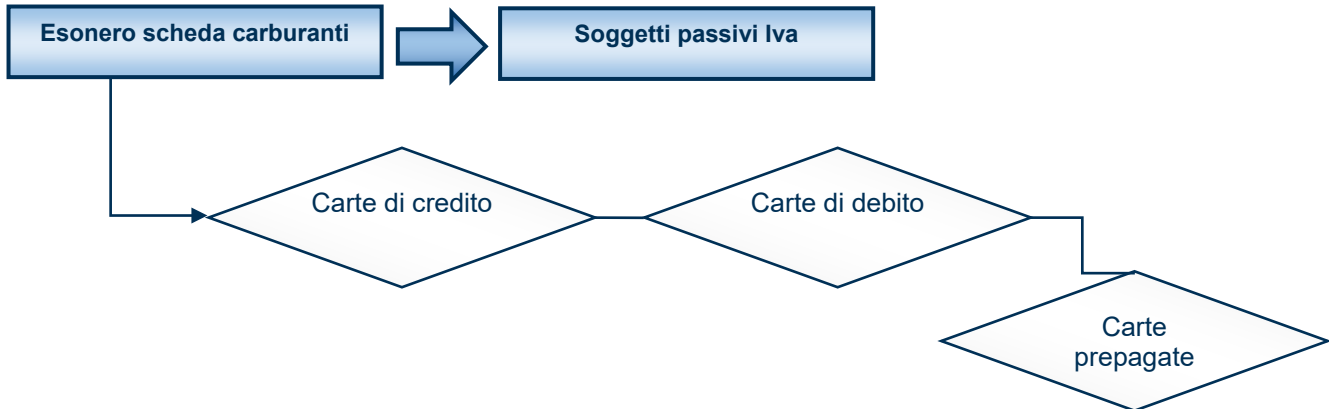 Esonero scheda carburanti
Soggetti passivi Iva
Carte di credito
Carte di debito
Carte
prepagate